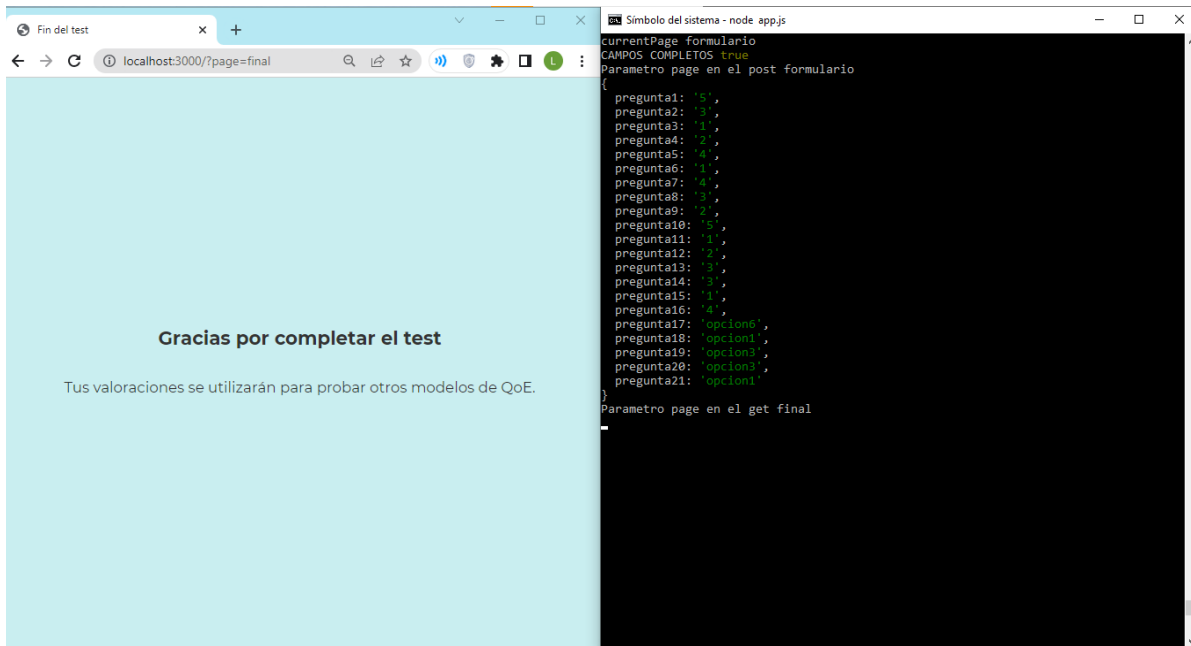 Fin del test
localhost:3000/?page=final
L
Gracias por completar el test
Tus valoraciones se utilizarán para probar otros modelos de QoE.
Símbolo del sistema - node app.js
currentPage formulario
CAMPOS COMPLETOS true
Parametro page en el post formulario
{
pregunta1: '5',
pregunta2: '3',
pregunta3: '1',
pregunta4: '2',
pregunta5: '4',
pregunta6: '1',
pregunta7: '4',
pregunta8: '3',
pregunta9: '2',
pregunta10: '5',
pregunta11: '1',
pregunta12: '2',
pregunta13: '3',
pregunta14: '3',
pregunta15: '1',
pregunta16: '4',
pregunta17: 'opcion6',
pregunta18: 'opcion1',
pregunta19: 'opcion3',
pregunta20: 'opcion3',
pregunta21: 'opcion1'
}
Parametro page en el get final